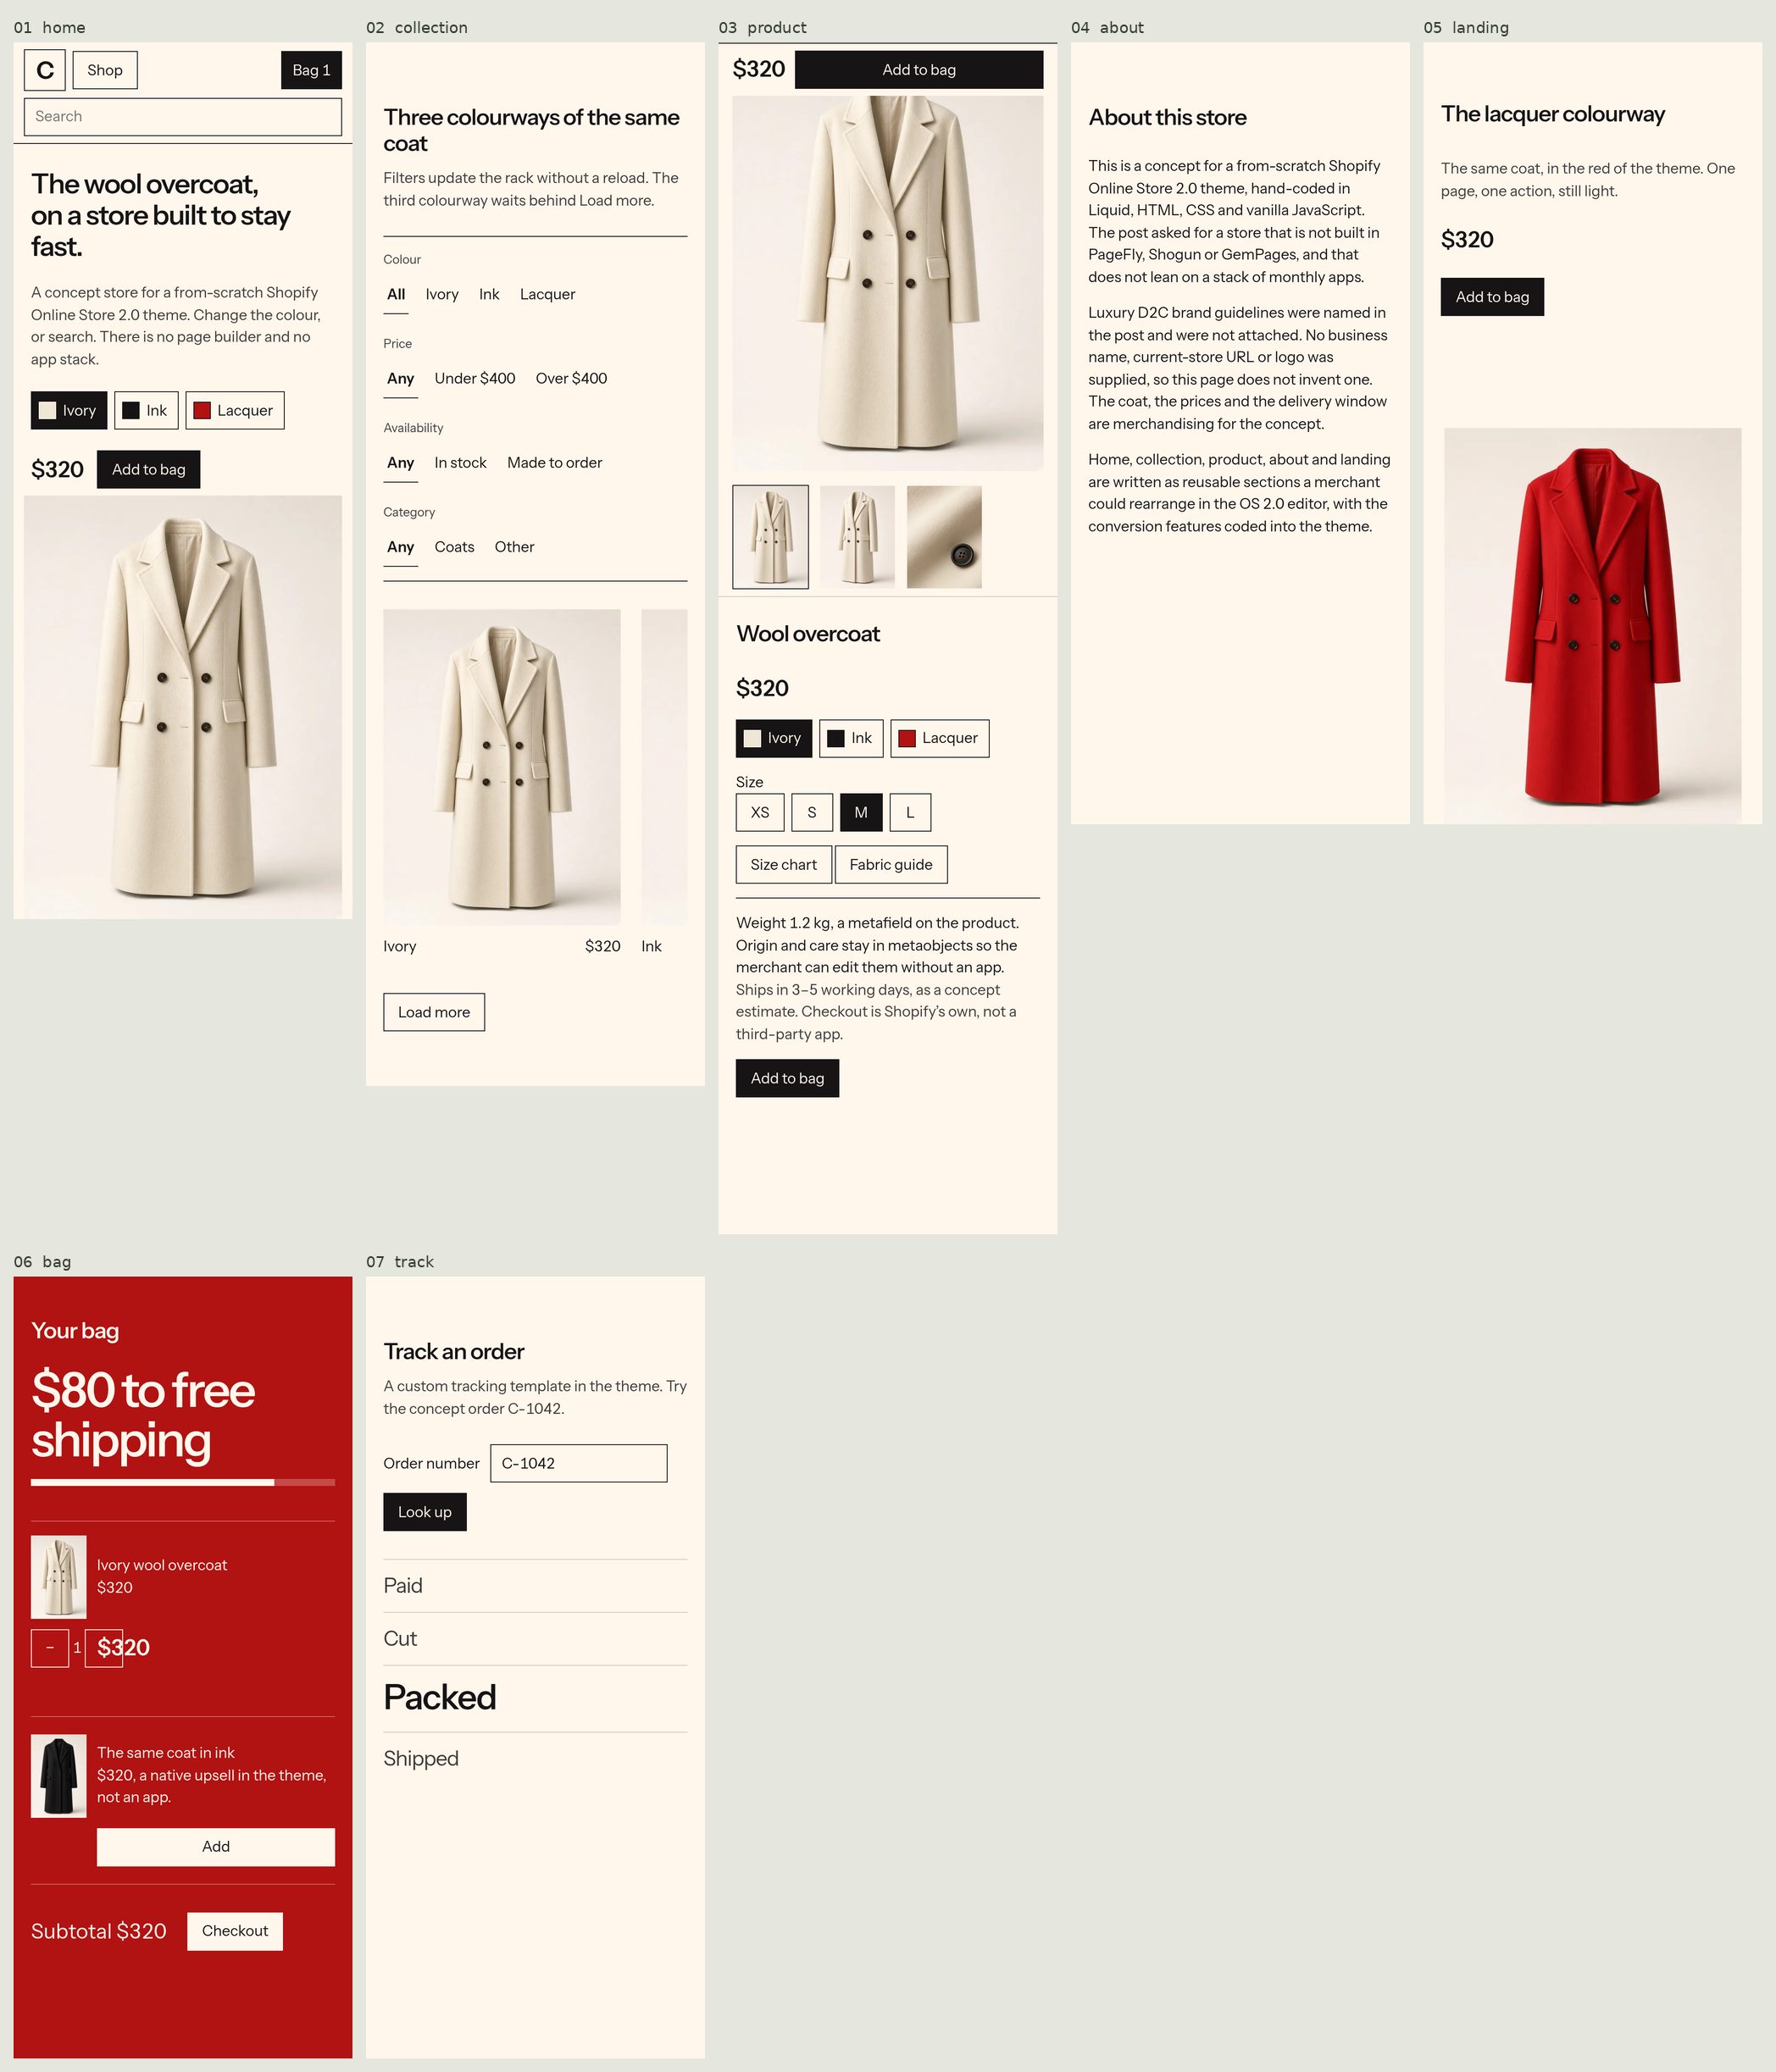 01 home
C
Shop
Bag 1
Search
The wool overcoat,
on a store built to stay
fast.
A concept store for a from-scratch Shopify
Online Store 2.0 theme. Change the colour,
or search. There is no page builder and no
app stack.
Ivory
Ink
Lacquer
$320
Add to bag
02 collection
Three colourways of the same
coat
Filters update the rack without a reload. The
third colourway waits behind Load more.
Colour
All
Ivory
Ink
Lacquer
Price
Any
Under $400
Over $400
Availability
Any
In stock
Made to order
Category
Any
Coats
Other
Ivory
$320
Ink
Load more
03 product
$320
Add to bag
Wool overcoat
$320
Ivory
Ink
Lacquer
Size
XS
S
M
L
Size chart
Fabric guide
Weight 1.2 kg, a metafield on the product.
Origin and care stay in metaobjects so the
merchant can edit them without an app.
Ships in 3–5 working days, as a concept
estimate. Checkout is Shopify's own, not a
third-party app.
Add to bag
04 about
About this store
This is a concept for a from-scratch Shopify
Online Store 2.0 theme, hand-coded in
Liquid, HTML, CSS and vanilla JavaScript.
The post asked for a store that is not built in
PageFly, Shogun or GemPages, and that
does not lean on a stack of monthly apps.
Luxury D2C brand guidelines were named in
the post and were not attached. No business
name, current-store URL or logo was
supplied, so this page does not invent one.
The coat, the prices and the delivery window
are merchandising for the concept.
Home, collection, product, about and landing
are written as reusable sections a merchant
could rearrange in the OS 2.0 editor, with the
conversion features coded into the theme.
05 landing
The lacquer colourway
The same coat, in the red of the theme. One
page, one action, still light.
$320
Add to bag
06 bag
Your bag
$80 to free
shipping
Ivory wool overcoat
$320
−
1
$320
The same coat in ink
$320, a native upsell in the theme,
not an app.
Add
Subtotal $320
Checkout
07 track
Track an order
A custom tracking template in the theme. Try
the concept order C-1042.
Order number
C-1042
Look up
Paid
Cut
Packed
Shipped